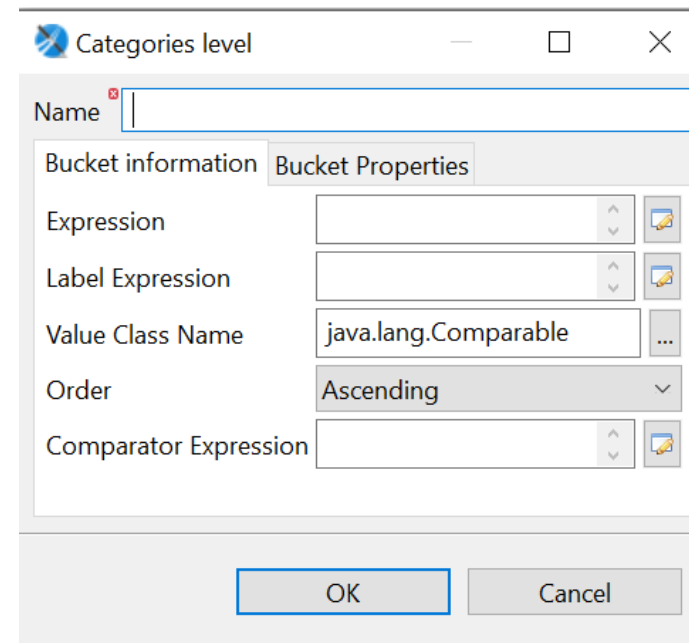 Categories level
Name
Bucket information Bucket Properties
Expression
Label Expression
Value Class Name java.lang.Comparable ...
Order Ascending
Comparator Expression
OK Cancel